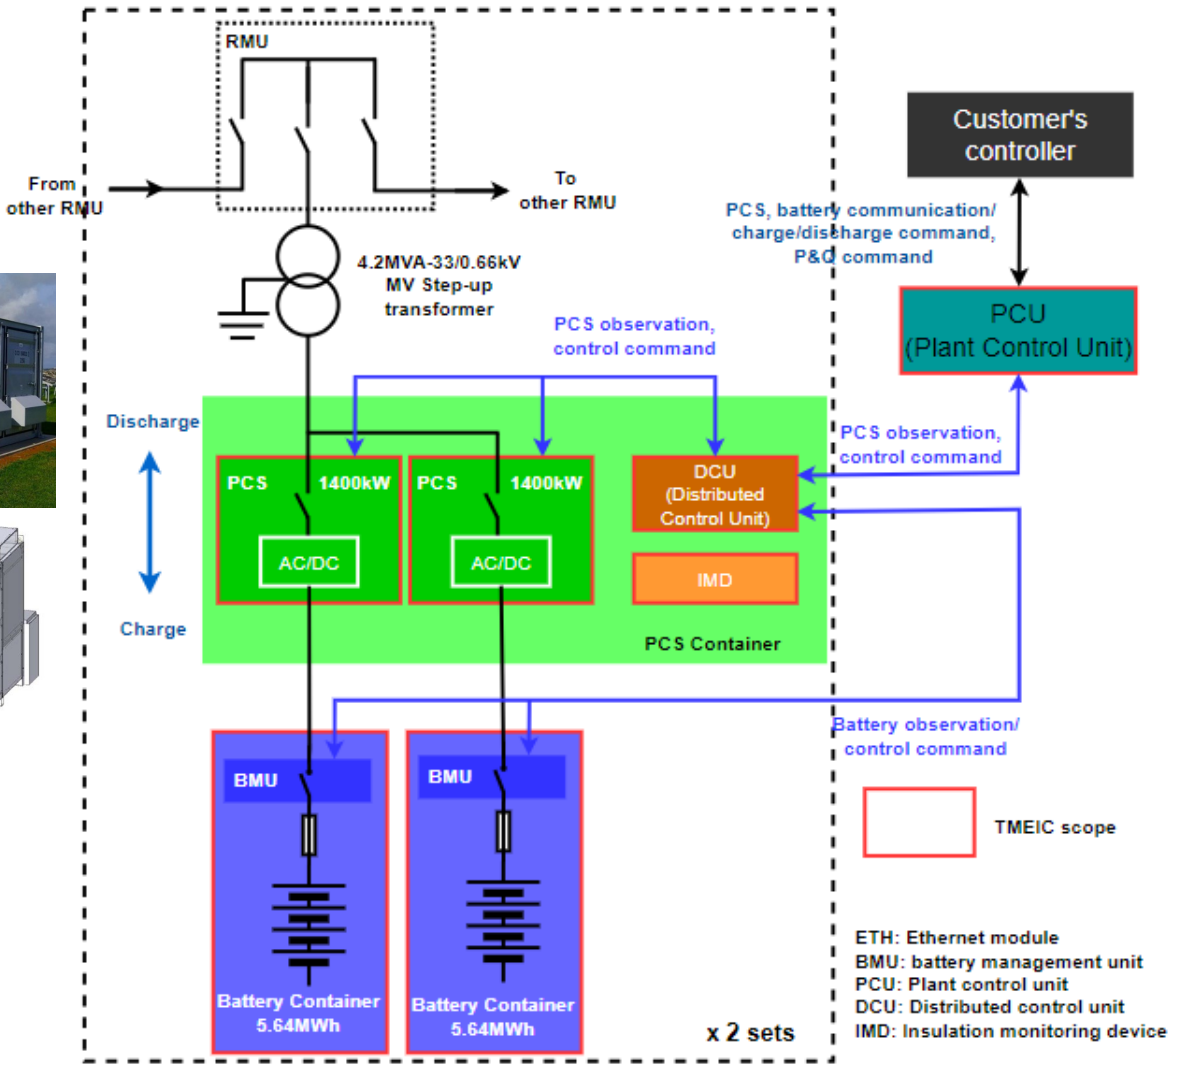 RMU
From
other RMU
To
other RMU
4.2MVA-33/0.66kV
MV Step-up
transformer
Customer's
controller
PCS, battery communication/
charge/discharge command,
P&Q command
PCU
(Plant Control Unit)
PCS observation,
control command
Discharge
Charge
PCS 1400kW
AC/DC
PCS 1400kW
AC/DC
DCU
(Distributed
Control Unit)
IMD
PCS Container
PCS observation,
control command
Battery observation/
control command
BMU
Battery Container
5.64MWh
BMU
Battery Container
5.64MWh
x 2 sets
TMEIC scope
ETH: Ethernet module
BMU: battery management unit
PCU: Plant control unit
DCU: Distributed control unit
IMD: Insulation monitoring device